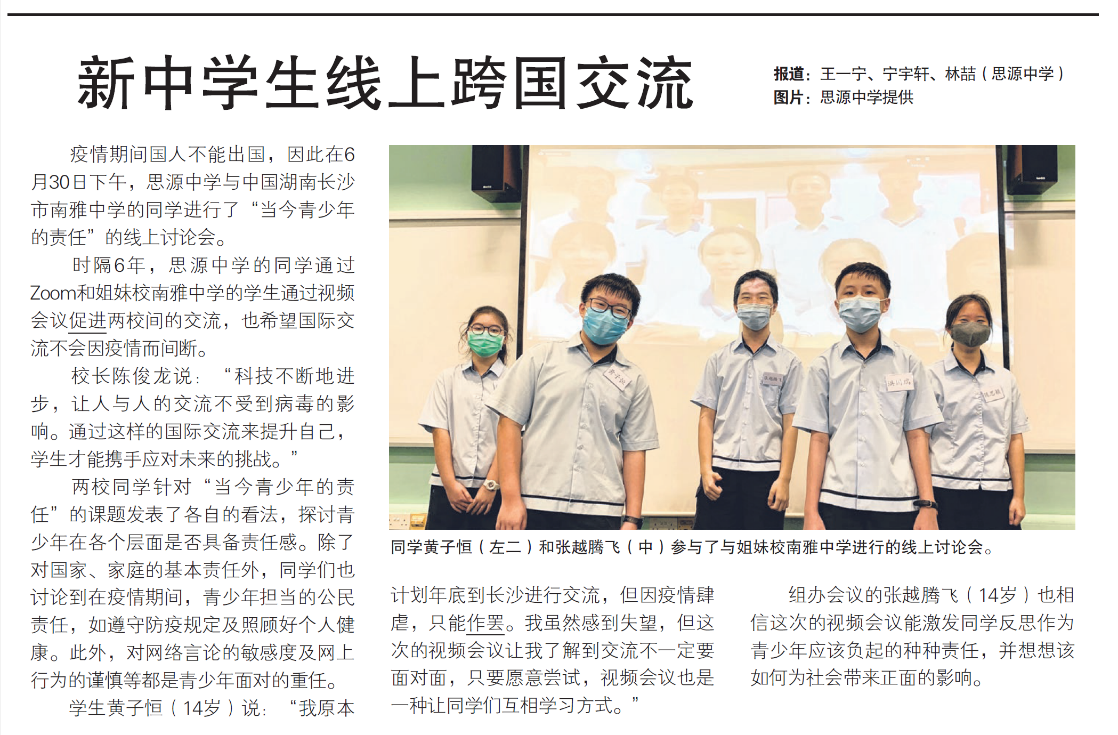 新中学生线上跨国交流
报道：王一宁、宁宇轩、林喆（思源中学）
图片：思源中学提供
疫情期间国人不能出国，因此在6
月30日下午，思源中学与中国湖南长沙
市南雅中学的同学进行了“当今青少年
的责任”的线上讨论会。
时隔6年，思源中学的同学通过
Zoom和姐妹校南雅中学的学生通过视频
会议促进两校间的交流，也希望国际交
流不会因疫情而间断。
校长陈俊龙说：“科技不断地进
步，让人与人的交流不受到病毒的影
响。通过这样的国际交流来提升自己，
学生才能携手应对未来的挑战。”
两校同学针对“当今青少年的责
任”的课题发表了各自的看法，探讨青
少年在各个层面是否具备责任感。除了
对国家、家庭的基本责任外，同学们也
讨论到在疫情期间，青少年担当的公民
责任，如遵守防疫规定及照顾好个人健
康。此外，对网络言论的敏感度及网上
行为的谨慎等都是青少年面对的重任。
学生黄子恒（14岁）说：“我原本
黄子恒
同学黄子恒（左二）和张越腾飞（中）参与了与姐妹校南雅中学进行的线上讨论会。
计划年底到长沙进行交流，但因疫情肆
虐，只能作罢。我虽然感到失望，但这
次的视频会议让我了解到交流不一定要
面对面，只要愿意尝试，视频会议也是
一种让同学们互相学习方式。”
组办会议的张越腾飞（14岁）也相
信这次的视频会议能激发同学反思作为
青少年应该负起的种种责任，并想想该
如何为社会带来正面的影响。